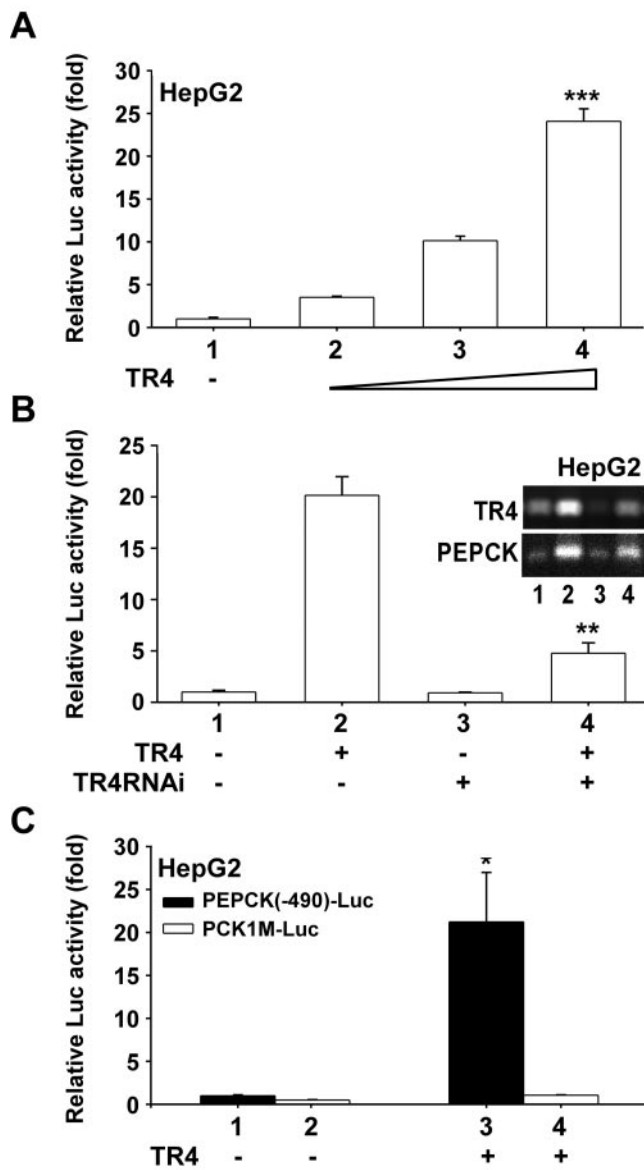 A
Relative Luc activity (fold)
30
25
20
15
10
5
0
HepG2
***
1 2 3 4
TR4 -
B
Relative Luc activity (fold)
25
20
15
10
5
0
HepG2
TR4
PEPCK
1 2 3 4
**
1 2 3 4
TR4 - + - +
TR4RNAi - - + +
C
Relative Luc activity (fold)
30
25
20
15
10
5
0
HepG2
PEPCK(-490)-Luc
PCK1M-Luc
*
1 2 3 4
TR4 - - + +